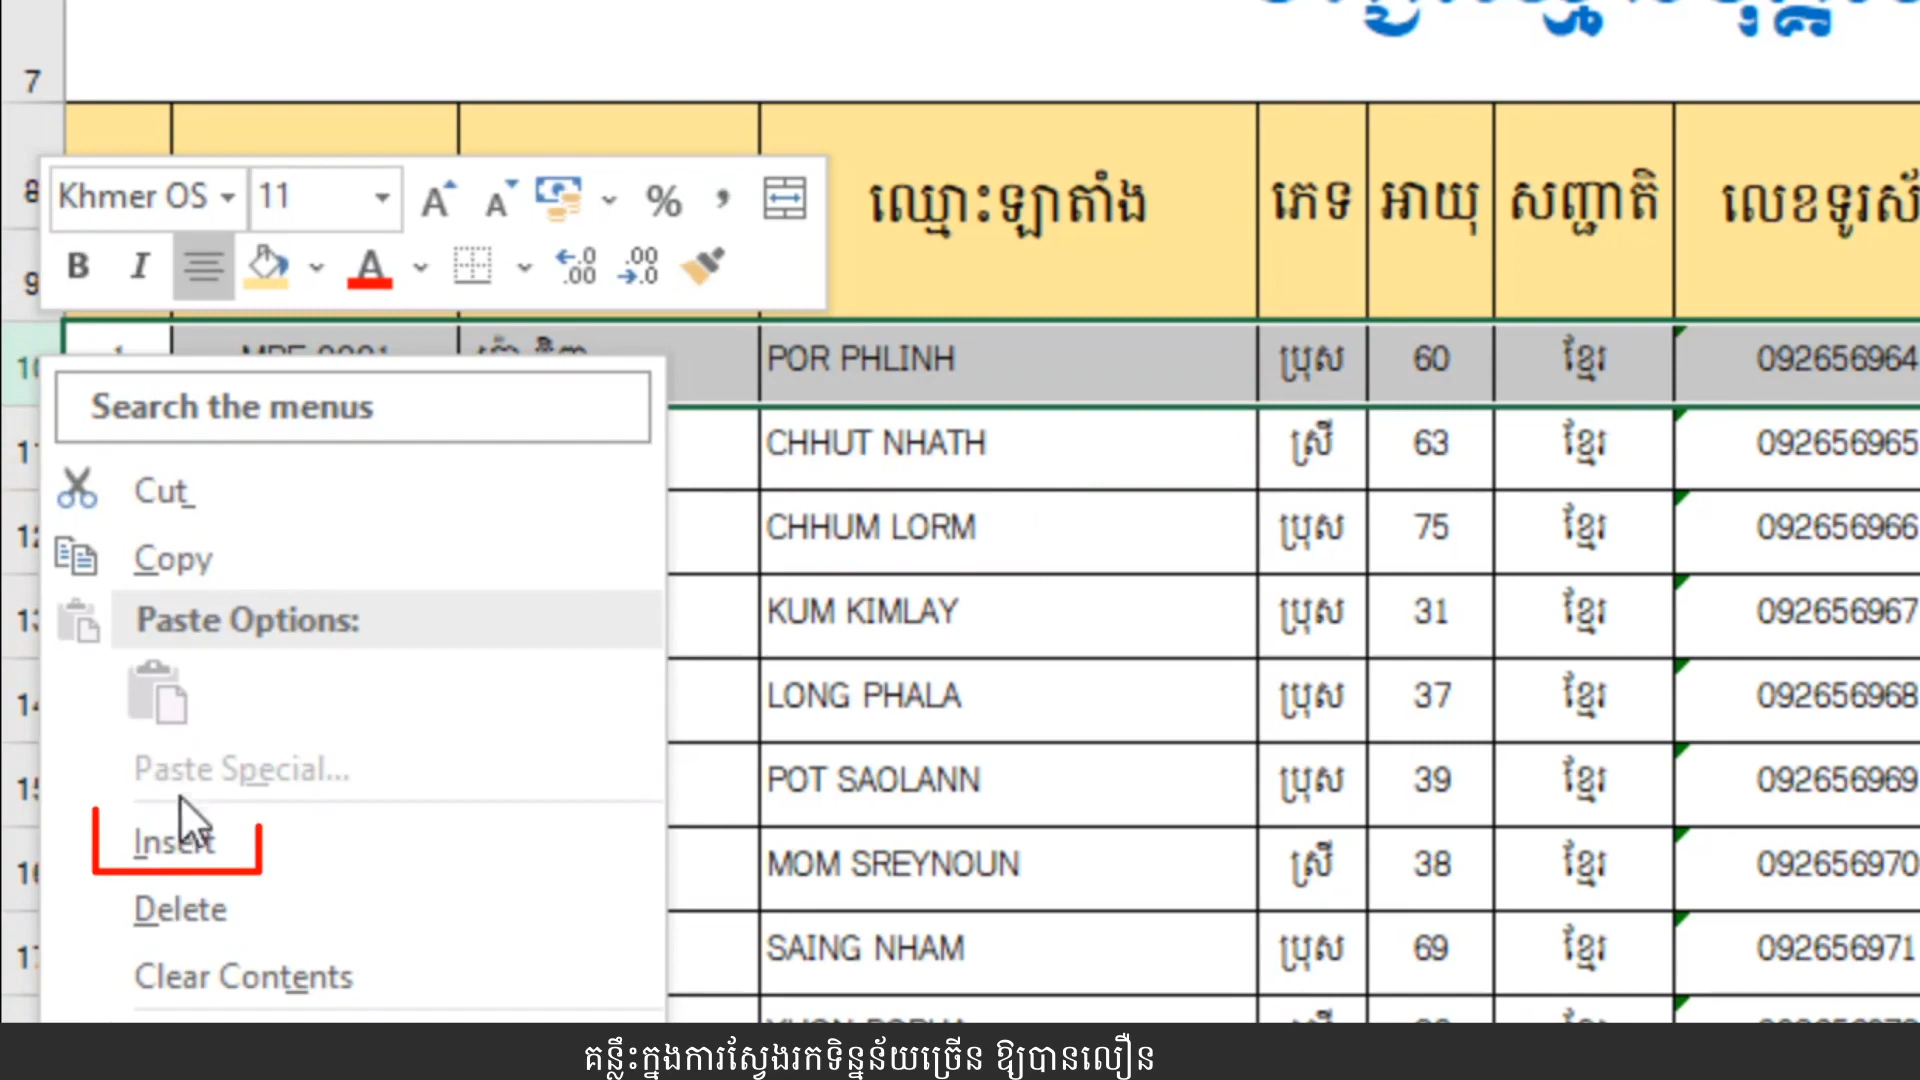 7
8
Khmer OS
11
%
ឈ្មោះឡាតាំង
ភេទ
អាយុ
សញ្ជាតិ
9
B
I
A
.00
.0
POR PHLINH
ប្រុស
60
ខ្មែរ
092656964
Search the menus
CHHUT NHATH
ស្រី
63
ខ្មែរ
092656965
Cut
CHHUM LORM
ប្រុស
75
ខ្មែរ
092656966
Copy
KUM KIMLAY
ប្រុស
31
ខ្មែរ
092656967
Paste Options:
LONG PHALA
ប្រុស
37
ខ្មែរ
092656968
Paste Special...
POT SAOLANN
ប្រុស
39
ខ្មែរ
092656969
Insert
MOM SREYNOUN
ស្រី
38
ខ្មែរ
092656970
Delete
SAING NHAM
ប្រុស
69
ខ្មែរ
092656971
Clear Contents
គន្លឹះក្នុងការស្វែងរកទិន្នន័យច្រើន ឱ្យបានលឿន